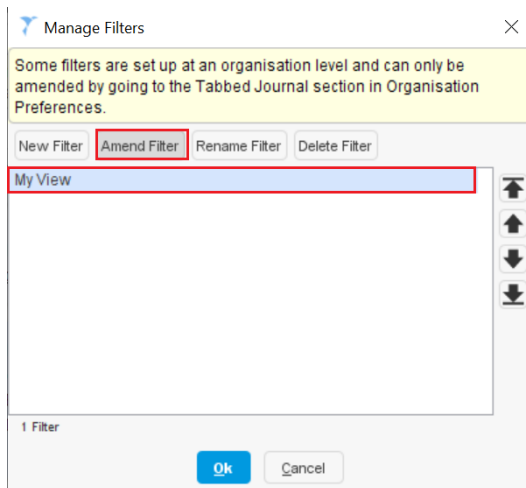 Manage Filters
Some filters are set up at an organisation level and can only be
amended by going to the Tabbed Journal section in Organisation
Preferences.
New Filter Amend Filter Rename Filter Delete Filter
My View
1 Filter
Ok Cancel